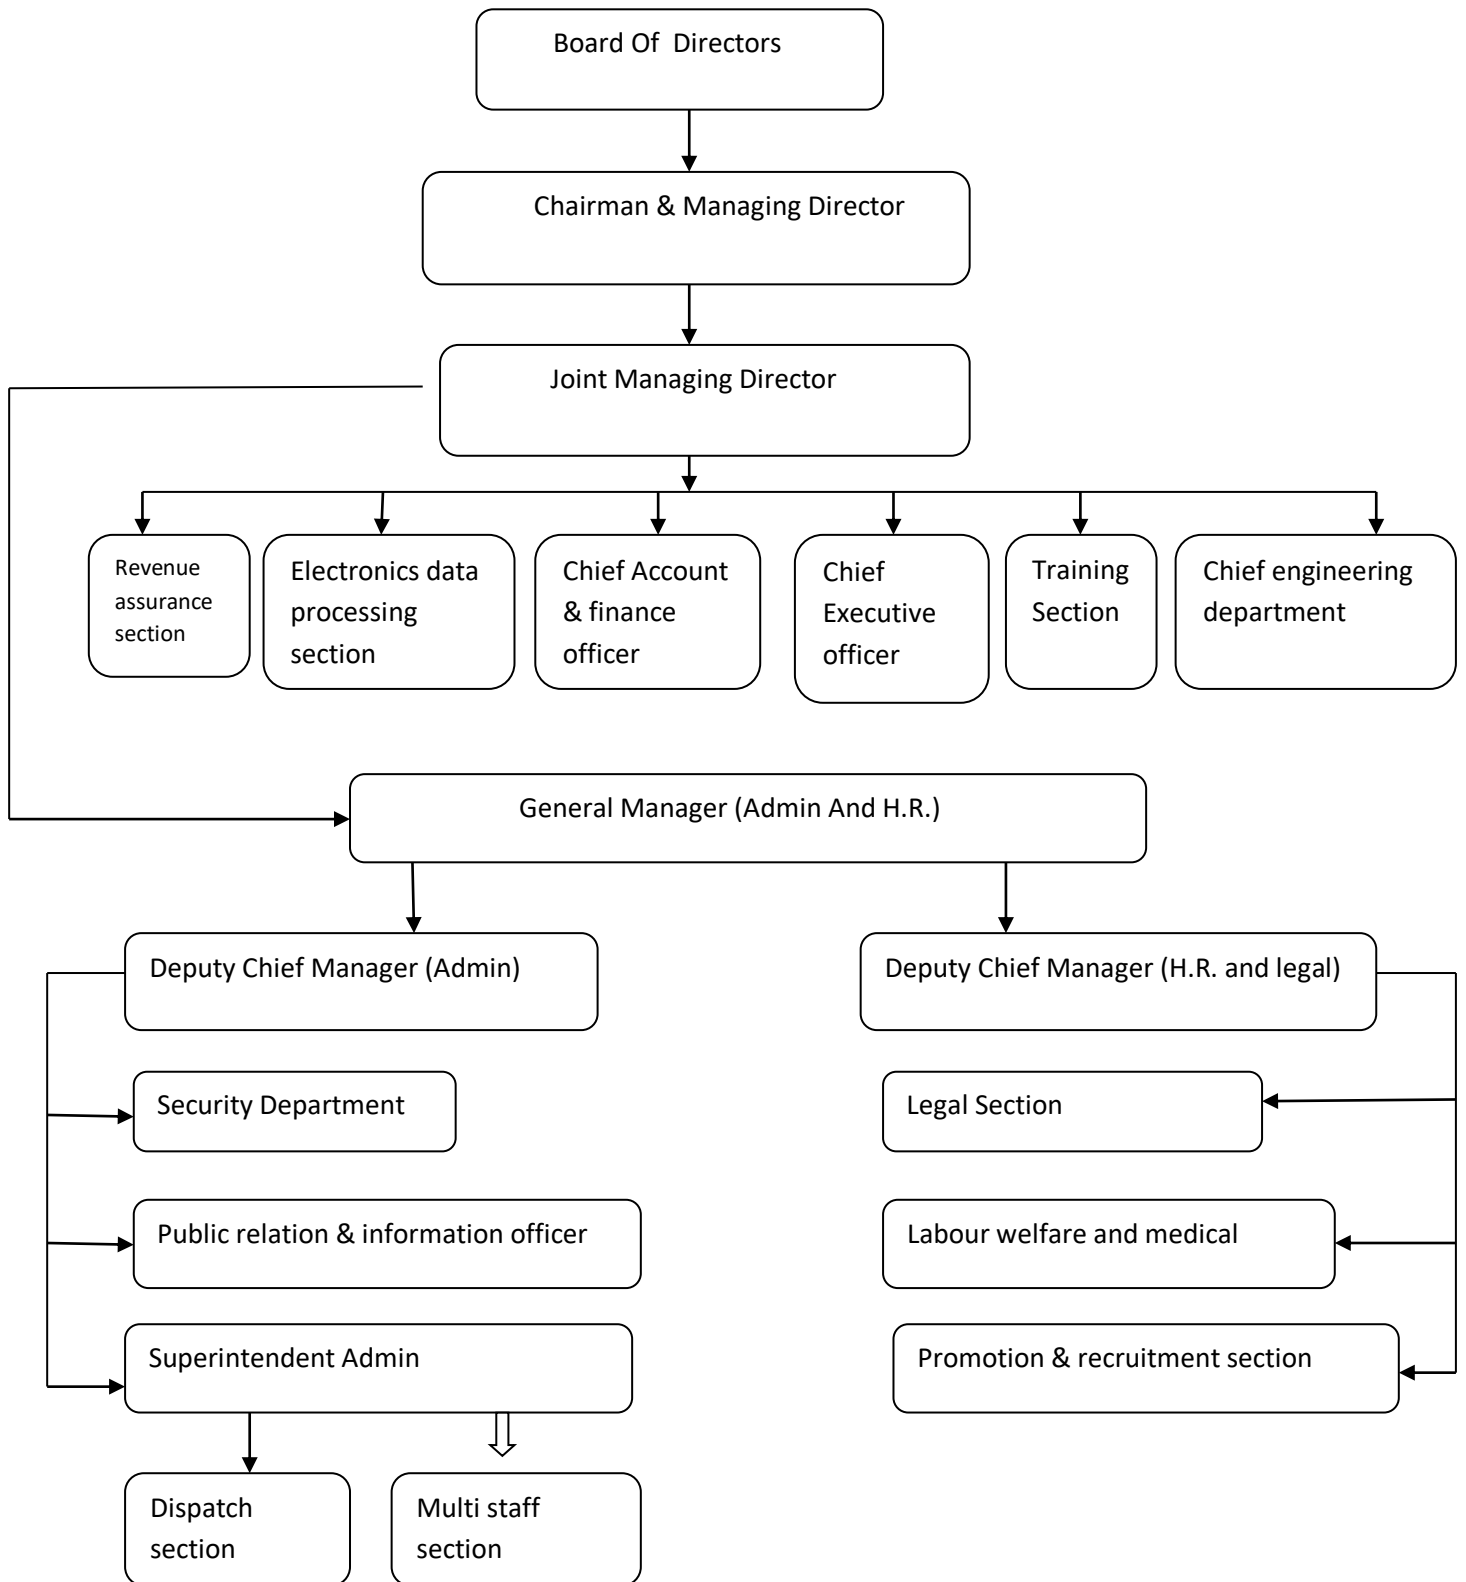 Board Of  Directors
Chairman & Managing Director
Joint Managing Director
Revenue
assurance
section
Electronics data
processing
section
Chief Account
& finance
officer
Chief
Executive
officer
Training
Section
Chief engineering
department
General Manager (Admin And H.R.)
Deputy Chief Manager (Admin)
Deputy Chief Manager (H.R. and legal)
Security Department
Legal Section
Public relation & information officer
Labour welfare and medical
Superintendent Admin
Promotion & recruitment section
Dispatch
section
Multi staff
section